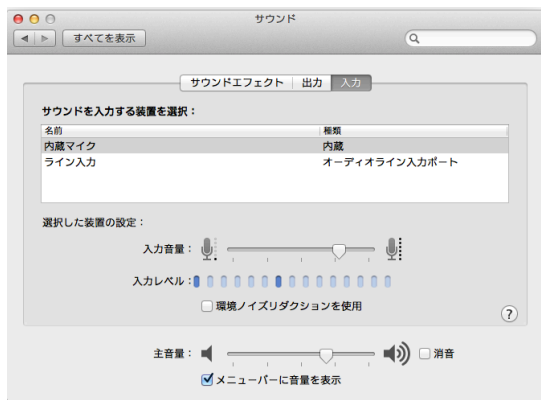 サウンド
すべてを表示
サウンドエフェクト 出力 入力
サウンドを入力する装置を選択：
名前 種類
内蔵マイク 内蔵
ライン入力 オーディオライン入力ポート
選択した装置の設定：
入力音量：
入力レベル：
環境ノイズリダクションを使用
?
主音量： 消音
メニューバーに音量を表示